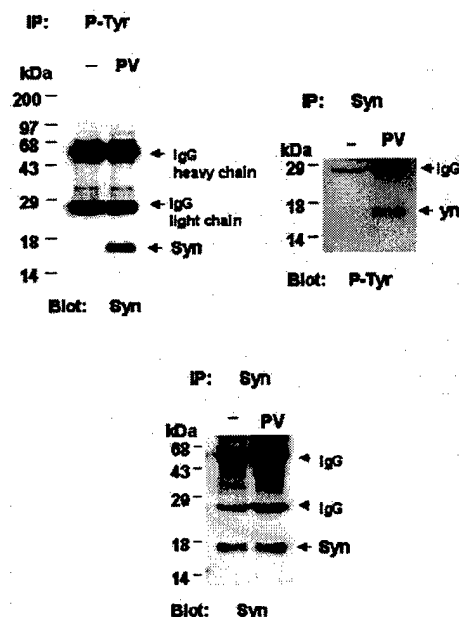 IP: P-Tyr
– PV
kDa
200
97
68
43
29
18
14
IgG
heavy chain
IgG
light chain
Syn
Blot: Syn
IP: Syn
– PV
kDa
29
18
14
IgG
yn
Blot: P-Tyr
IP: Syn
– PV
kDa
68
43
29
18
14
IgG
IgG
Syn
Blot: Syn